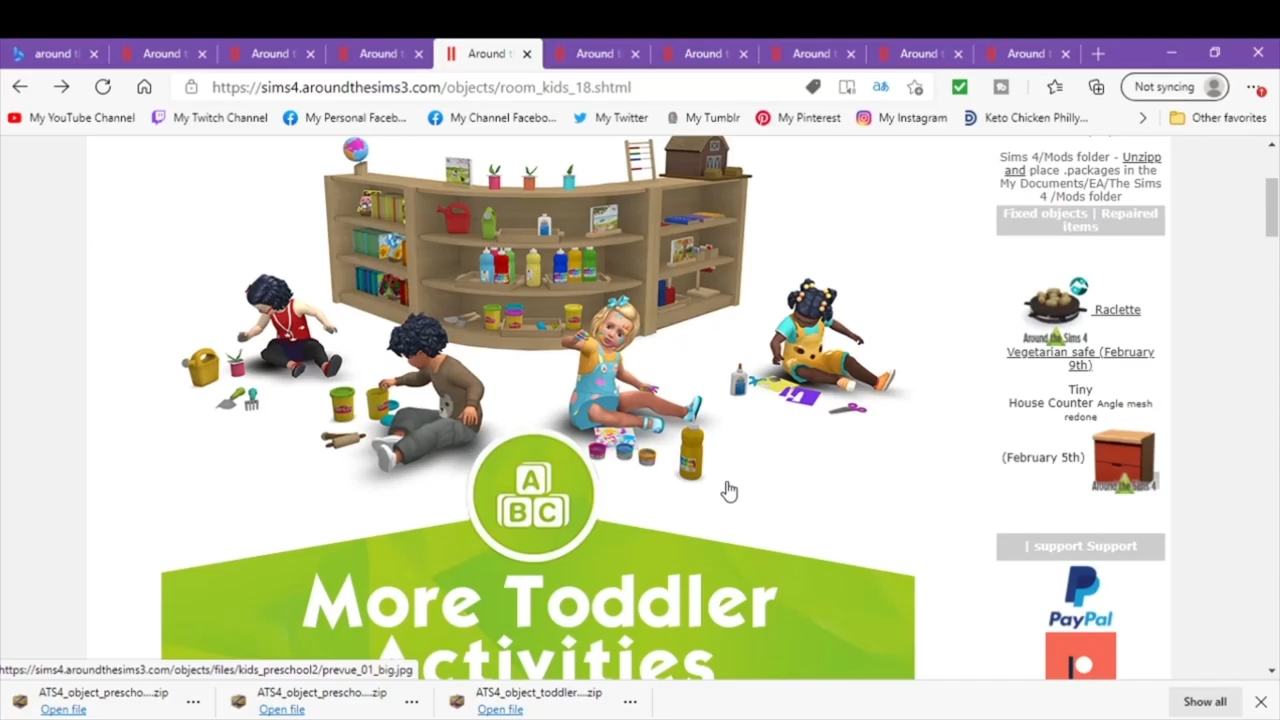 around t
Around
Around
Around
Around
Around
Around
Around
Around
Around
https://sims4.aroundthesims3.com/objects/room_kids_18.shtml
Not syncing
My YouTube Channel
My Twitch Channel
My Personal Faceb...
My Channel Facebo...
My Twitter
My Tumblr
My Pinterest
My Instagram
Keto Chicken Philly...
Other favorites
Sims 4/Mods folder - Unzipp
and place .packages in the
My Documents/EA/The Sims
4 /Mods folder
Fixed objects | Repaired
items
Raclette
Around the Sims 4
Vegetarian safe (February
9th)
Tiny
House Counter Angle mesh
redone
(February 5th)
Around the Sims 4
| support Support
PayPal
A
B C
More Toddler
Activities
https://sims4.aroundthesims3.com/objects/files/kids_preschool2/prevue_01_big.jpg
ATS4_object_prescho....zip
Open file
ATS4_object_prescho....zip
Open file
ATS4_object_toddler....zip
Open file
Show all